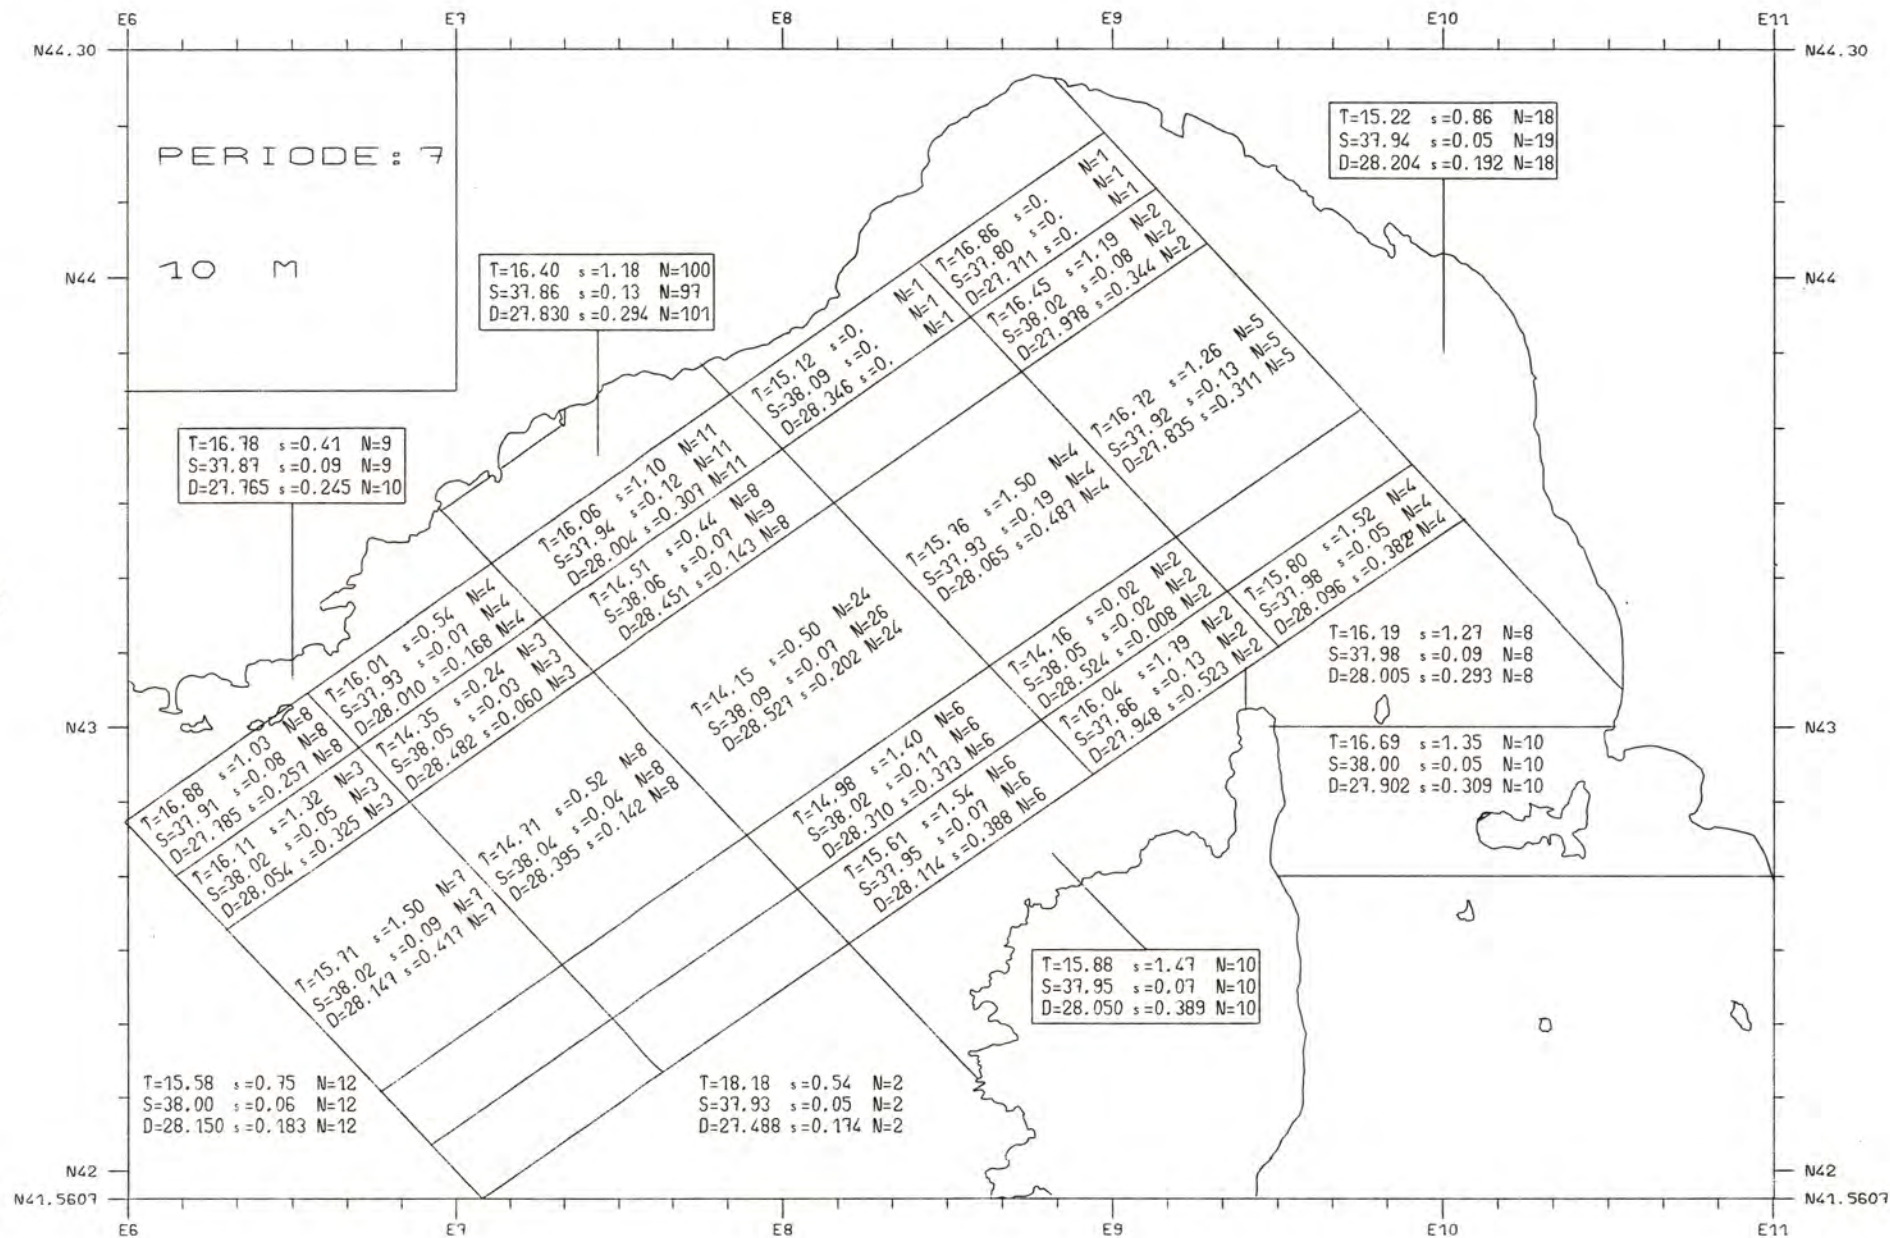 E6 E7 E8 E9 E10 E11
N44.30 N44.30
PERIODE: 7
10 M
T=15.22 s=0.86 N=18
S=37.94 s=0.05 N=19
D=28.204 s=0.192 N=18
T=16.40 s=1.18 N=100
S=37.86 s=0.13 N=97
D=27.830 s=0.294 N=101
N44 N44
T=16.86 s=0. N=1
S=37.80 s=0. N=1
D=27.711 s=0. N=1
T=16.45 s=1.19 N=2
S=38.02 s=0.08 N=2
D=27.978 s=0.344 N=2
T=15.12 s=0. N=1
S=38.09 s=0. N=1
D=28.346 s=0. N=1
T=16.72 s=1.26 N=5
S=37.92 s=0.13 N=5
D=27.835 s=0.311 N=5
T=16.78 s=0.41 N=9
S=37.87 s=0.09 N=9
D=27.765 s=0.245 N=10
T=16.06 s=1.10 N=11
S=37.94 s=0.12 N=11
D=28.004 s=0.307 N=11
T=14.51 s=0.44 N=8
S=38.06 s=0.07 N=9
D=28.451 s=0.143 N=8
T=15.76 s=1.50 N=4
S=37.93 s=0.19 N=4
D=28.065 s=0.487 N=4
T=16.01 s=0.54 N=4
S=37.93 s=0.07 N=4
D=28.010 s=0.168 N=4
T=14.35 s=0.24 N=3
S=38.05 s=0.03 N=3
D=28.482 s=0.060 N=3
T=14.15 s=0.50 N=24
S=38.09 s=0.07 N=26
D=28.527 s=0.202 N=24
T=14.16 s=0.02 N=2
S=38.05 s=0.02 N=2
D=28.524 s=0.008 N=2
T=15.80 s=1.52 N=4
S=37.98 s=0.05 N=4
D=28.096 s=0.382 N=4
T=16.04 s=1.79 N=2
S=37.86 s=0.13 N=2
D=27.948 s=0.523 N=2
T=16.19 s=1.27 N=8
S=37.98 s=0.09 N=8
D=28.005 s=0.293 N=8
N43 N43
T=16.88 s=1.03 N=8
S=37.91 s=0.08 N=8
D=27.785 s=0.257 N=8
T=16.11 s=1.32 N=3
S=38.02 s=0.05 N=3
D=28.054 s=0.325 N=3
T=14.71 s=0.52 N=8
S=38.04 s=0.04 N=8
D=28.395 s=0.142 N=8
T=14.98 s=1.40 N=6
S=38.02 s=0.11 N=6
D=28.310 s=0.373 N=6
T=15.61 s=1.54 N=6
S=37.95 s=0.07 N=6
D=28.114 s=0.388 N=6
T=16.69 s=1.35 N=10
S=38.00 s=0.05 N=10
D=27.902 s=0.309 N=10
T=15.71 s=1.50 N=7
S=38.02 s=0.09 N=7
D=28.147 s=0.417 N=7
T=15.88 s=1.47 N=10
S=37.95 s=0.07 N=10
D=28.050 s=0.389 N=10
T=15.58 s=0.75 N=12
S=38.00 s=0.06 N=12
D=28.150 s=0.183 N=12
T=18.18 s=0.54 N=2
S=37.93 s=0.05 N=2
D=27.488 s=0.174 N=2
N42 N42
N41.5607 N41.5607
E6 E7 E8 E9 E10 E11